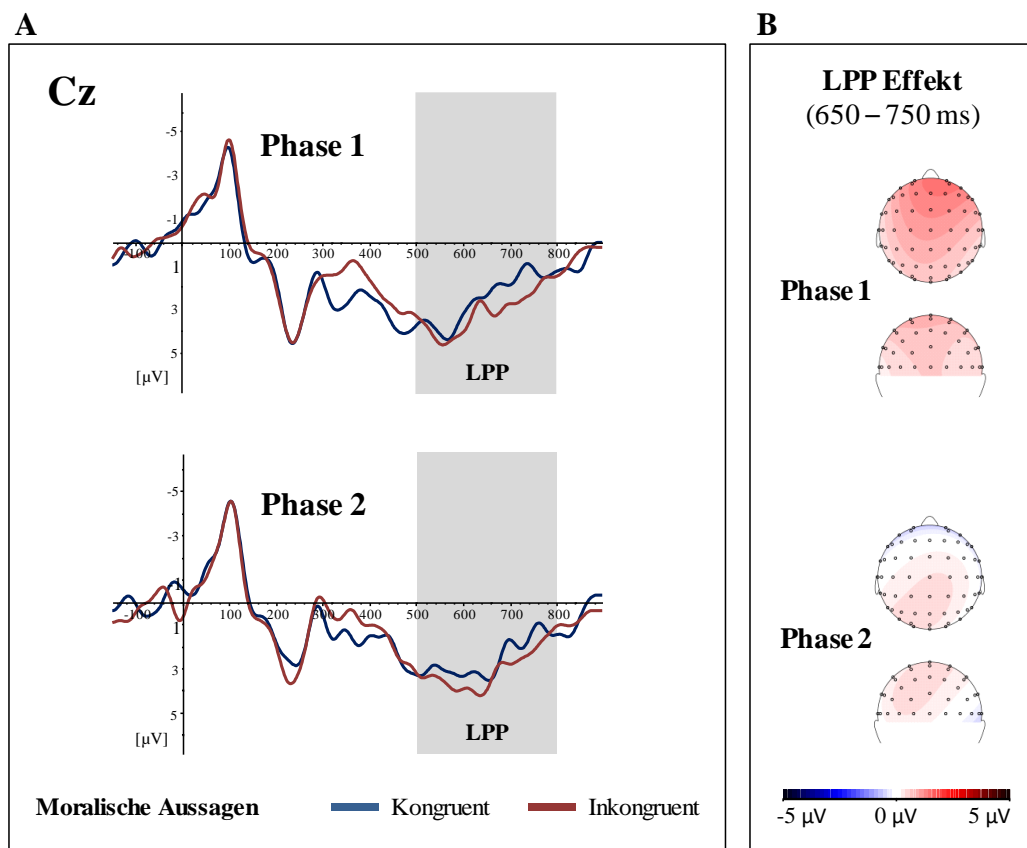 A
Cz
Phase 1
-5
-3
-1
1
3
5
[µV]
-100 100 200 300 400 500 600 700 800
LPP
Phase 2
-5
-3
1
1
3
5
[µV]
-100 100 200 300 400 500 600 700 800
LPP
Moralische Aussagen Kongruent Inkongruent
B
LPP Effekt
(650 – 750 ms)
Phase 1
Phase 2
-5 µV 0 µV 5 µV